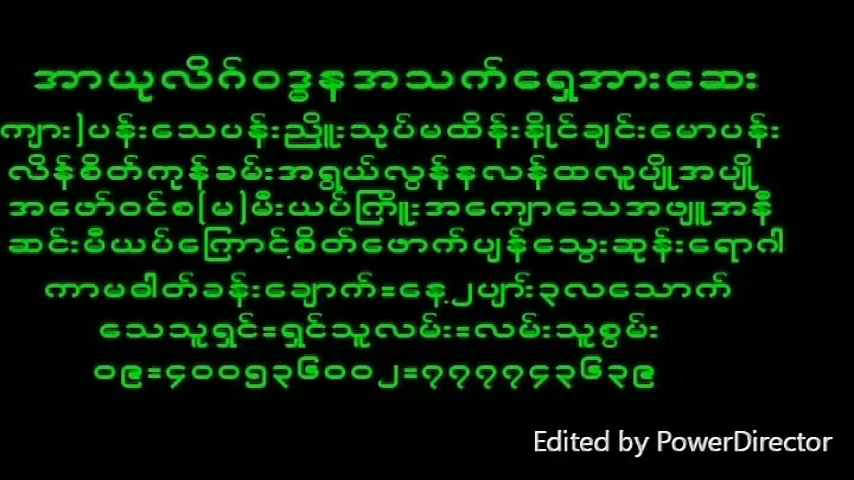 အာယုလိဂ်ဝဒ္ဓနအသက်ရှေအားဆေး
ကျား)ပန်းသေပန်းညှိုးသုပ်မထိန်းနိုင်ချင်းမောပန်း
လိန်စိတ်ကုန်ခမ်းအရွယ်လွန်နလန်ထလူပျိုအပျို
အဖော်ဝင်စ(မ)မီးယပ်ကြိုးအကျောသေအဖျူအနီ
ဆင်းမီယပ်ကြောင့်စိတ်ဖောက်ပျန်သွေးဆုန်းရောဂါ
ကာမဓါတ်ခန်းချောက်=နေ့၂ပျာ်း၃လသောက်
သေသူရှင်=ရှင်သူလမ်း=လမ်းသူစွမ်း
၀၉=၄၀၀၅၃၆၀၀၂=၇၇၇၇၄၃၆၃၉
Edited by PowerDirector